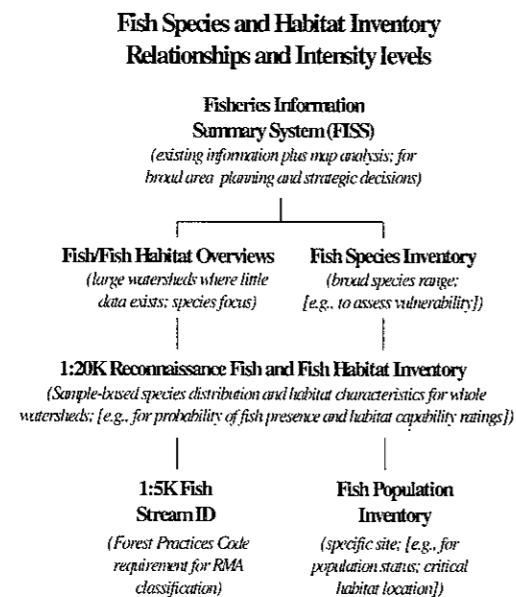 Fish Species and Habitat Inventory
Relationships and Intensity levels
Fisheries Information
Summary System (FISS)
(existing information plus map analysis; for
broad area planning and strategic decisions)
Fish/Fish Habitat Overviews
(large watersheds where little
data exists; species focus)
Fish Species Inventory
(broad species range;
[e.g., to assess vulnerability])
1:20K Reconnaissance Fish and Fish Habitat Inventory
(Sample-based species distribution and habitat characteristics for whole
watersheds; [e.g., for probability of fish presence and habitat capability ratings])
1:5K Fish
Stream ID
(Forest Practices Code
requirement for RMA
classification)
Fish Population
Inventory
(specific site; [e.g., for
population status; critical
habitat location])